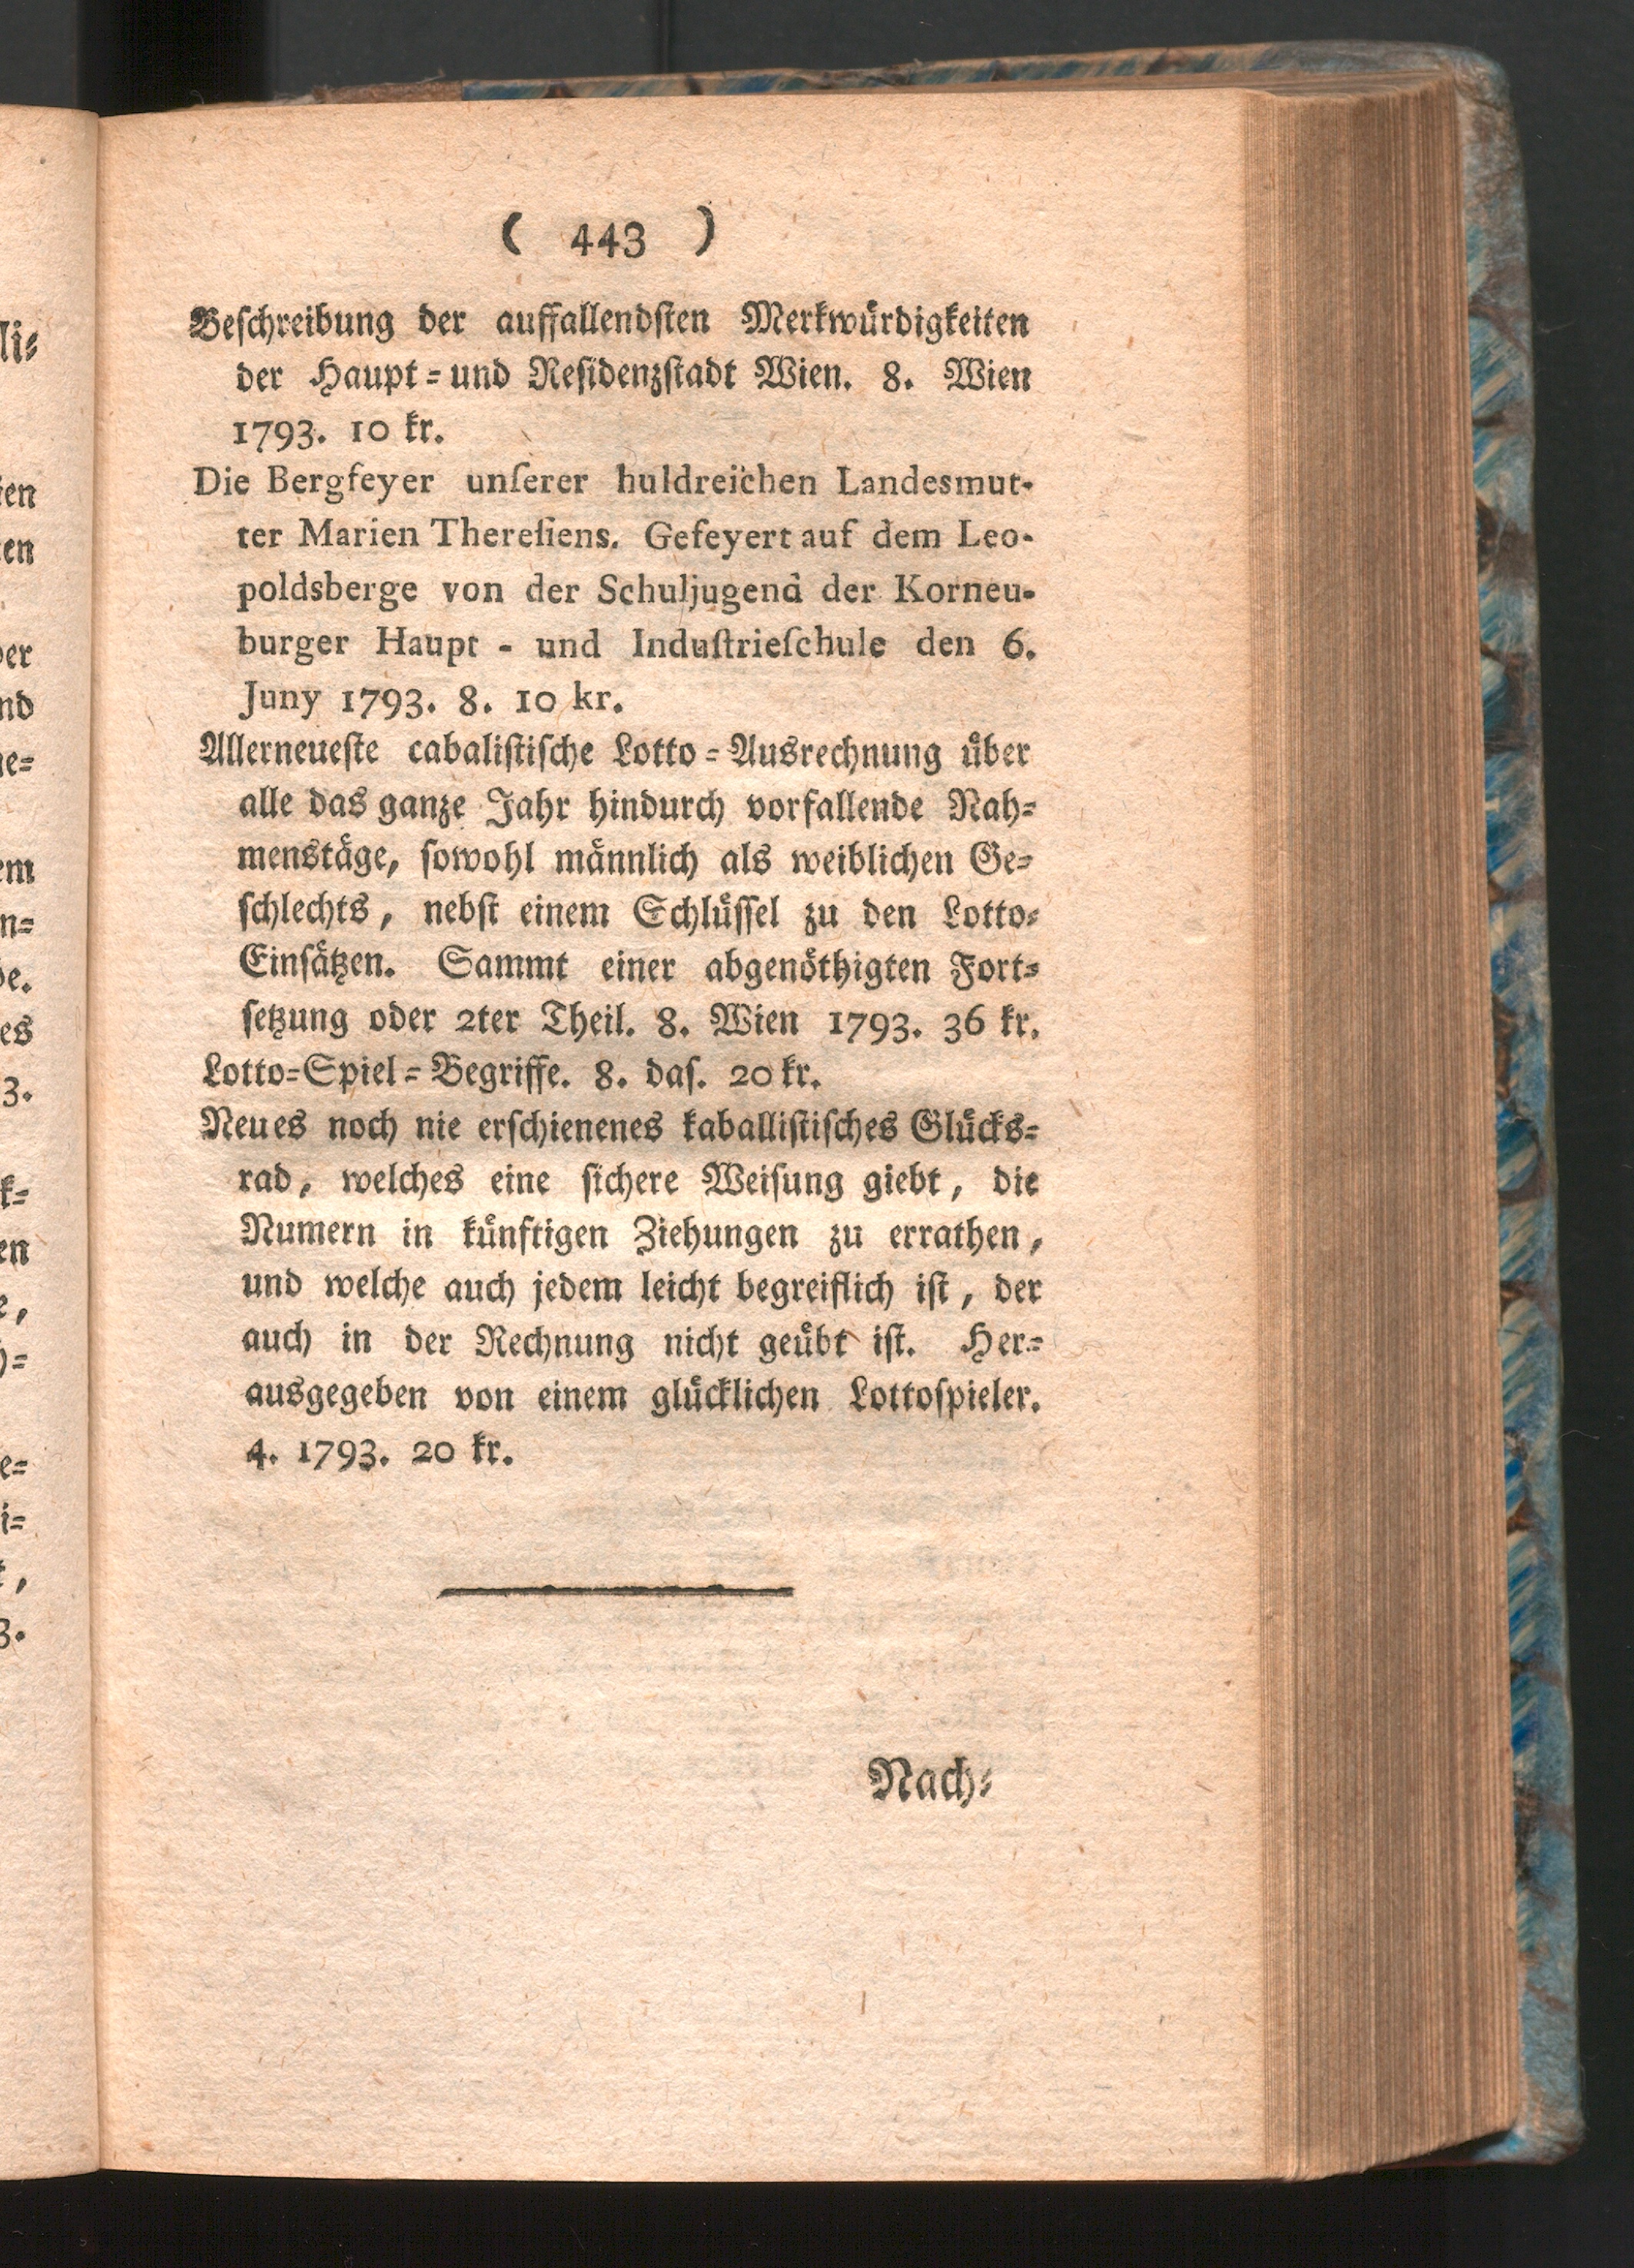 ( 443 )
Beſchreibung der auffallendſten Merkwürdigkeiten
der Haupt- und Reſidenzſtadt Wien. 8. Wien
1793. 10 kr.
Die Bergfeyer unſerer huldreichen Landesmut-
ter Marien Thereſiens. Gefeyert auf dem Leo-
poldsberge von der Schuljugend der Korneu-
burger Haupt - und Induſtrieſchule den 6.
Juny 1793. 8. 10 kr.
Allerneueſte cabaliſtiſche Lotto-Ausrechnung über
alle das ganze Jahr hindurch vorfallende Nah-
menstäge, ſowohl männlich als weiblichen Ge-
ſchlechts, nebſt einem Schlüſſel zu den Lotto-
Einſätzen. Sammt einer abgenöthigten Fort-
ſetzung oder 2ter Theil. 8. Wien 1793. 36 kr.
Lotto-Spiel-Begriffe. 8. daſ. 20 kr.
Neues noch nie erſchienenes kaballiſtiſches Glücks-
rad, welches eine ſichere Weiſung giebt, die
Numern in künftigen Ziehungen zu errathen,
und welche auch jedem leicht begreiflich iſt, der
auch in der Rechnung nicht geübt iſt. Her-
ausgegeben von einem glücklichen Lottoſpieler.
4. 1793. 20 kr.
Nach-